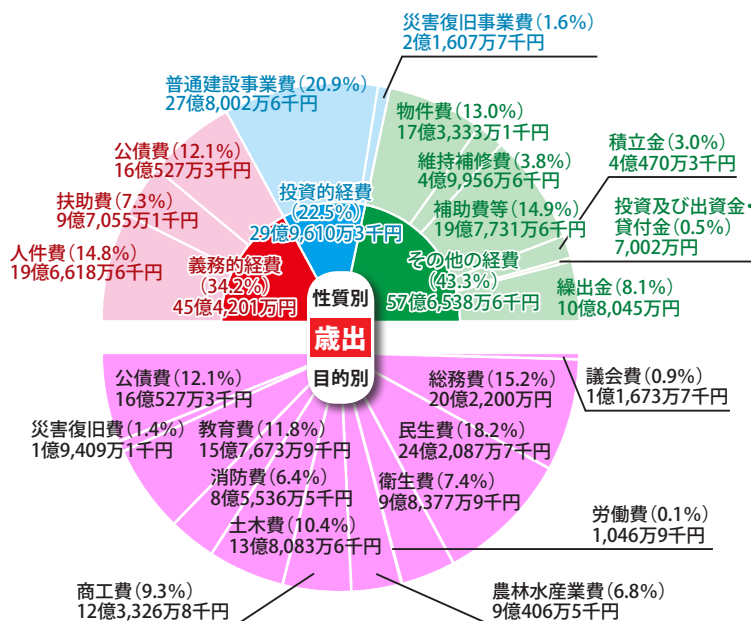 災害復旧事業費（1.6%）
2億1,607万7千円
普通建設事業費（20.9%）
27億8,002万6千円
物件費（13.0%）
17億3,333万1千円
公債費（12.1%）
16億527万3千円
維持補修費（3.8%）
4億9,956万6千円
積立金（3.0%）
4億470万3千円
扶助費（7.3%）
9億7,055万1千円
投資的経費
（22.5%）
29億9,610万3千円
補助費等（14.9%）
19億7,731万6千円
投資及び出資金・
貸付金（0.5%）
7,002万円
人件費（14.8%）
19億6,618万6千円
義務的経費
（34.2%）
45億4,201万円
その他の経費
（43.3%）
57億6,538万6千円
繰出金（8.1%）
10億8,045万円
性質別
歳出
目的別
公債費（12.1%）
16億527万3千円
総務費（15.2%）
20億2,200万円
議会費（0.9%）
1億1,673万7千円
災害復旧費（1.4%）
1億9,409万1千円
教育費（11.8%）
15億7,673万9千円
民生費（18.2%）
24億2,087万7千円
消防費（6.4%）
8億5,536万5千円
衛生費（7.4%）
9億8,377万9千円
土木費（10.4%）
13億8,083万6千円
労働費（0.1%）
1,046万9千円
商工費（9.3%）
12億3,326万8千円
農林水産業費（6.8%）
9億406万5千円